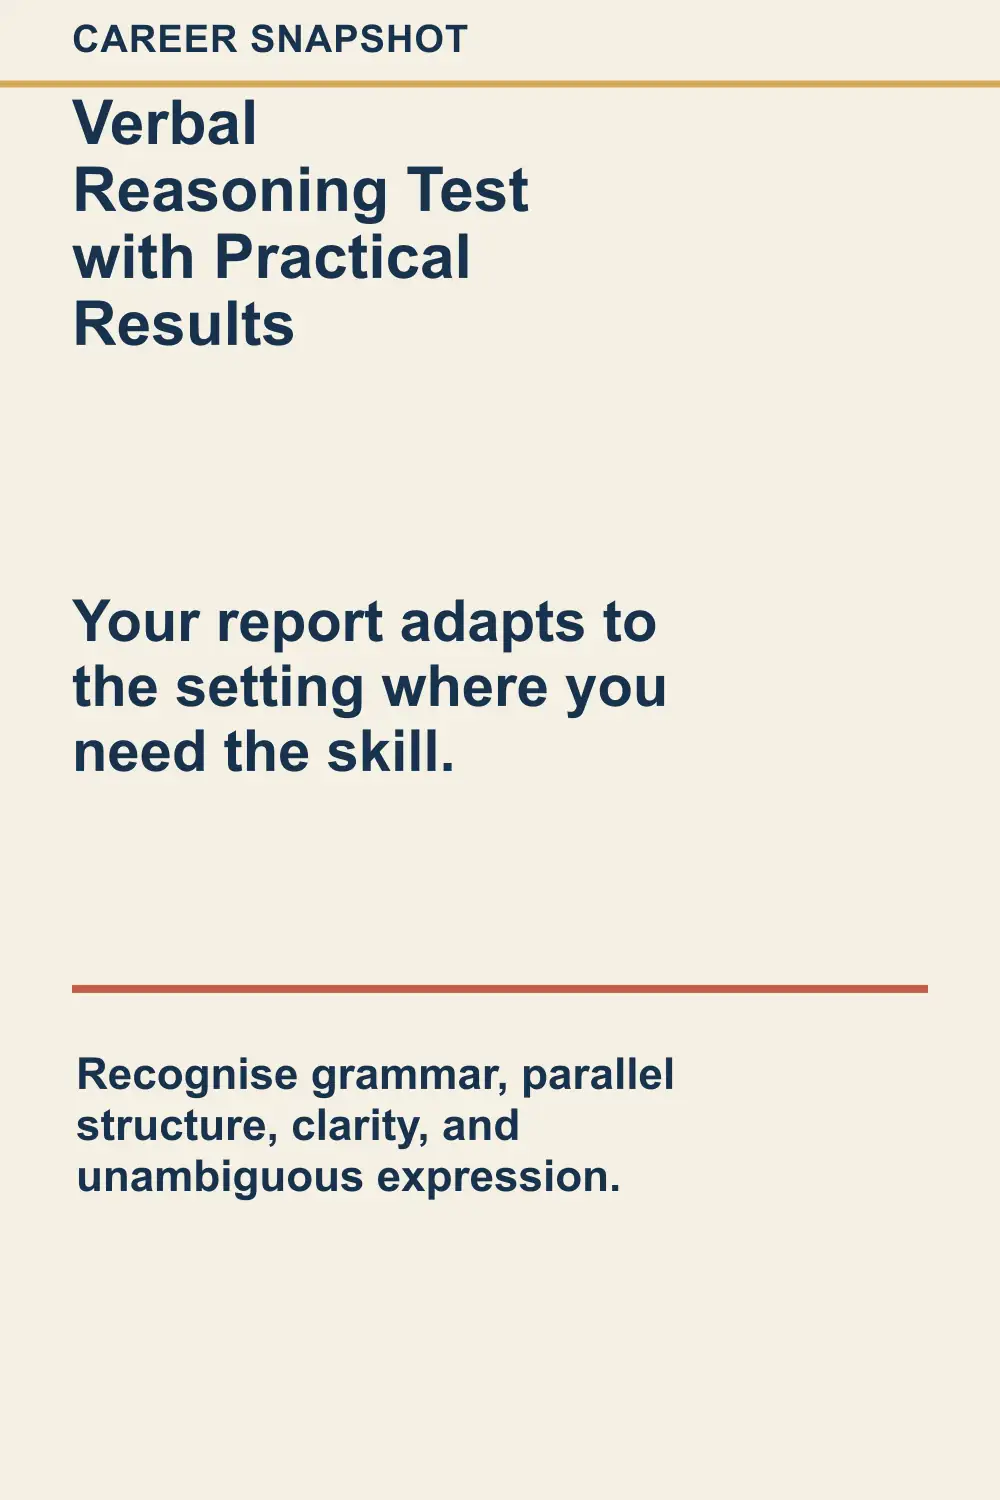 CAREER SNAPSHOT
Verbal
Reasoning Test
with Practical
Results
Your report adapts to
the setting where you
need the skill.
Recognise grammar, parallel
structure, clarity, and
unambiguous expression.